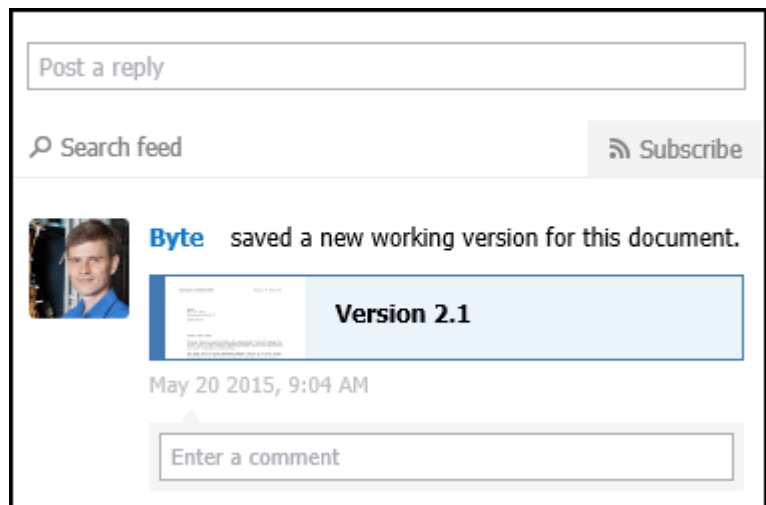 Post a reply
Search feed
Subscribe
Byte saved a new working version for this document.
Version 2.1
May 20 2015, 9:04 AM
Enter a comment